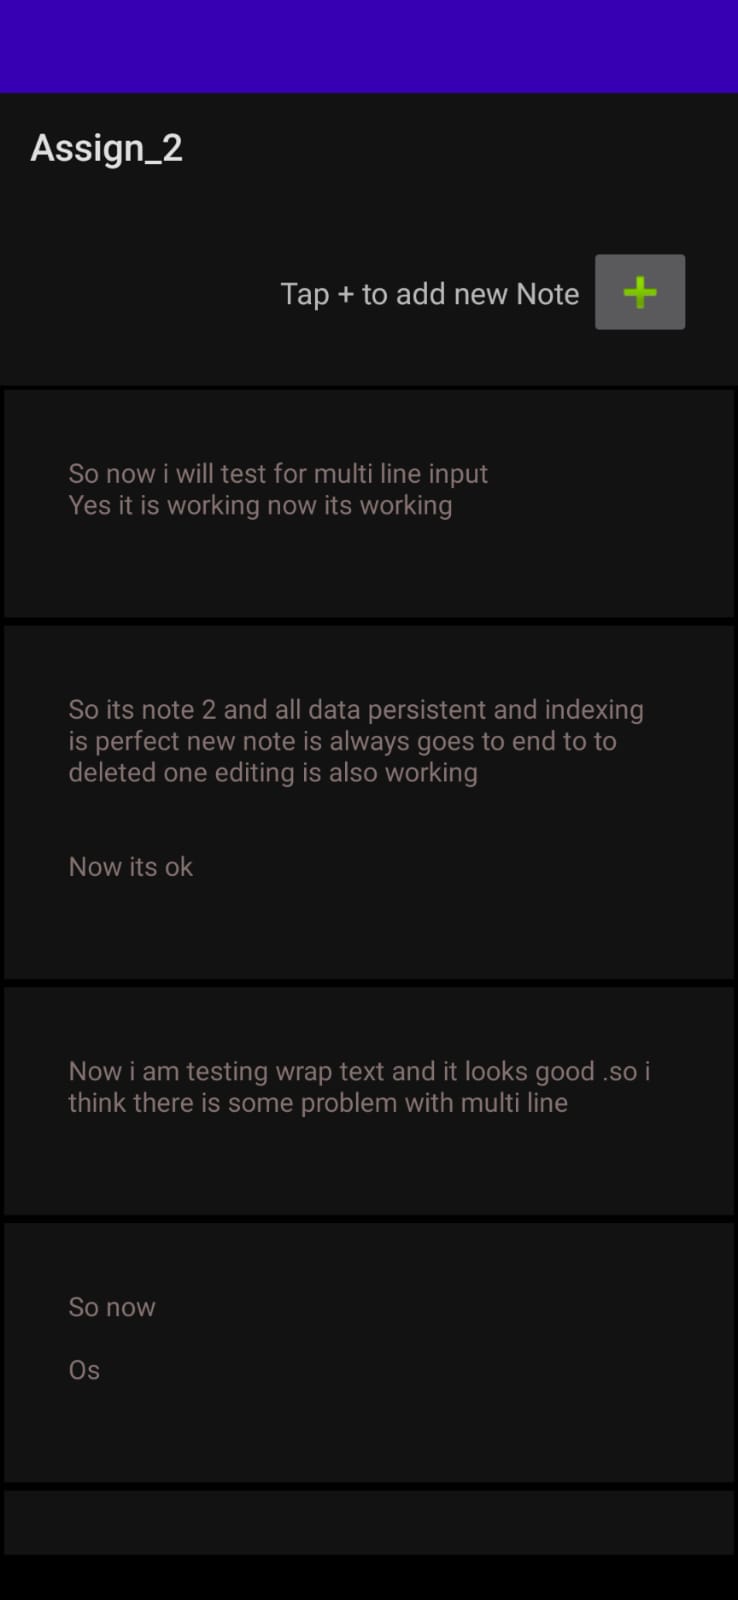 Assign_2
Tap + to add new Note
So now i will test for multi line input
Yes it is working now its working
So its note 2 and all data persistent and indexing
is perfect new note is always goes to end to to
deleted one editing is also working
Now its ok
Now i am testing wrap text and it looks good .so i
think there is some problem with multi line
So now
Os